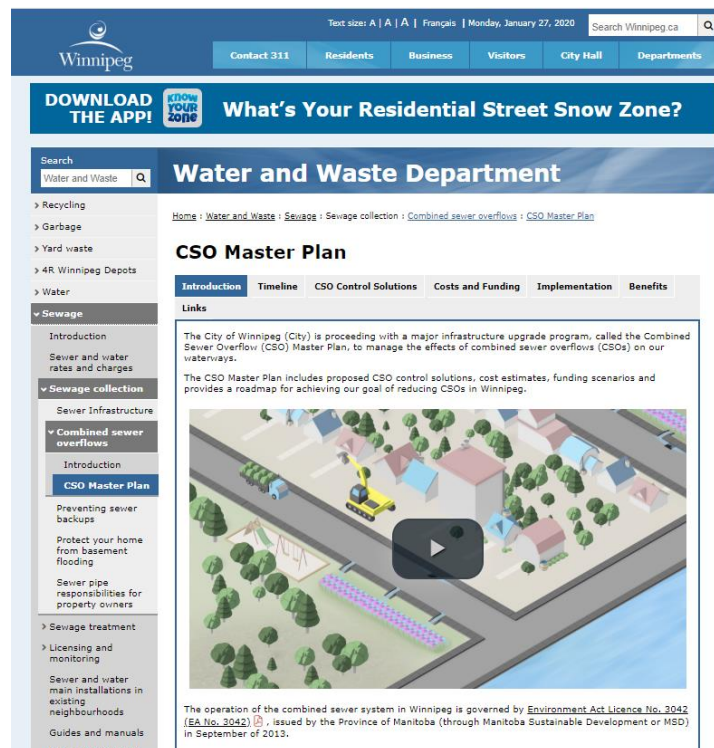 Text size: A | A | A | Français | Monday, January 27, 2020
Search Winnipeg.ca
Winnipeg
Contact 311 Residents Business Visitors City Hall Departments
DOWNLOAD
THE APP!
KNOW
YOUR
ZONE
What's Your Residential Street Snow Zone?
Search
Water and Waste
Water and Waste Department
> Recycling
> Garbage
> Yard waste
> 4R Winnipeg Depots
> Water
Sewage
Introduction
Sewer and water
rates and charges
Sewage collection
Sewer Infrastructure
Combined sewer
overflows
Introduction
CSO Master Plan
Preventing sewer
backups
Protect your home
from basement
flooding
Sewer pipe
responsibilities for
property owners
> Sewage treatment
> Licensing and
monitoring
Sewer and water
main installations in
existing
neighbourhoods
Guides and manuals
Home : Water and Waste : Sewage : Sewage collection : Combined sewer overflows : CSO Master Plan
CSO Master Plan
Introduction Timeline CSO Control Solutions Costs and Funding Implementation Benefits
Links
The City of Winnipeg (City) is proceeding with a major infrastructure upgrade program, called the Combined
Sewer Overflow (CSO) Master Plan, to manage the effects of combined sewer overflows (CSOs) on our
waterways.
The CSO Master Plan includes proposed CSO control solutions, cost estimates, funding scenarios and
provides a roadmap for achieving our goal of reducing CSOs in Winnipeg.
The operation of the combined sewer system in Winnipeg is governed by Environment Act Licence No. 3042
(EA No. 3042) , issued by the Province of Manitoba (through Manitoba Sustainable Development or MSD)
in September of 2013.